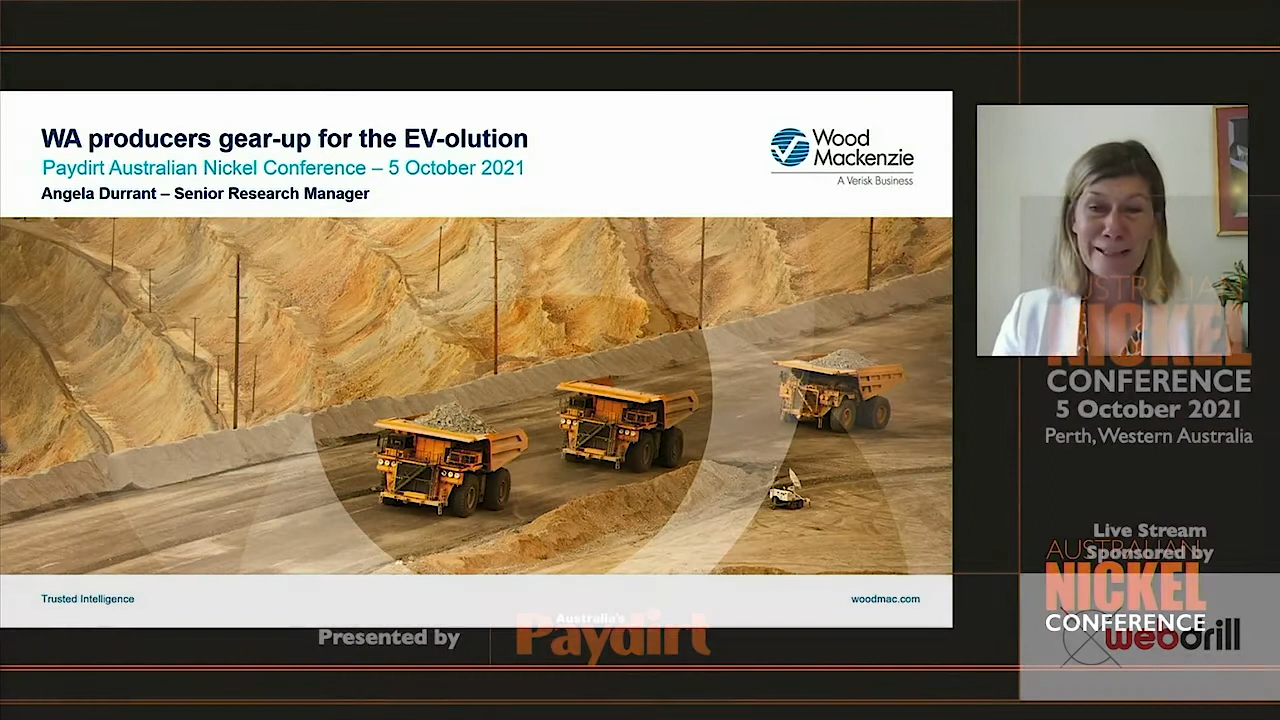 WA producers gear-up for the EV-olution
Paydirt Australian Nickel Conference – 5 October 2021
Angela Durrant – Senior Research Manager
Wood
Mackenzie
A Verisk Business
Trusted Intelligence
woodmac.com
AUSTRALIAN
NICKEL
CONFERENCE
5 October 2021
Perth, Western Australia
Live Stream
Sponsored by
AUSTRALIAN
NICKEL
CONFERENCE
webdrill
Presented by
Australia's
Paydirt